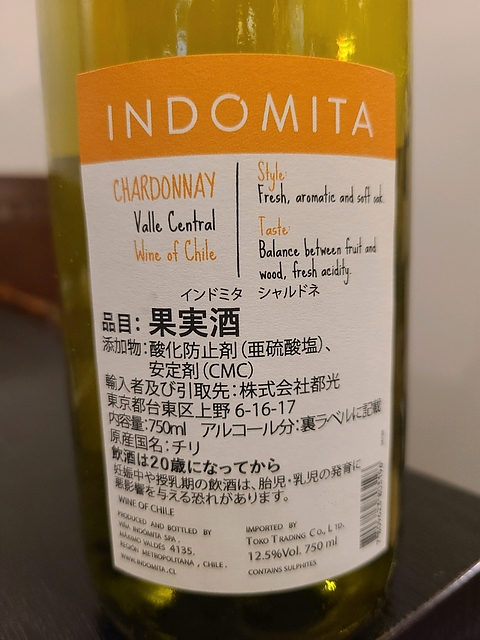 INDOMITA
CHARDONNAY
Valle Central
Wine of Chile
Style:
Fresh, aromatic and soft oak.
Taste:
Balance between fruit and
wood, fresh acidity.
インドミタ シャルドネ
品目: 果実酒
添加物: 酸化防止剤(亜硫酸塩)、
安定剤(CMC)
輸入者及び引取先: 株式会社都光
東京都台東区上野 6-16-17
内容量: 750ml アルコール分: 裏ラベルに記載
原産国名: チリ
飲酒は20歳になってから
妊娠中や授乳期の飲酒は、胎児・乳児の発育に
悪影響を与える恐れがあります。
WINE OF CHILE
PRODUCED AND BOTTLED BY
VIÑA INDOMITA SPA.
MÁXIMO VALDÉS 4135.
REGIÓN METROPOLITANA, CHILE.
WWW.INDOMITA.CL
IMPORTED BY
TOKO TRADING CO., LTD.
12.5%Vol. 750 ml
CONTAINS SULPHITES